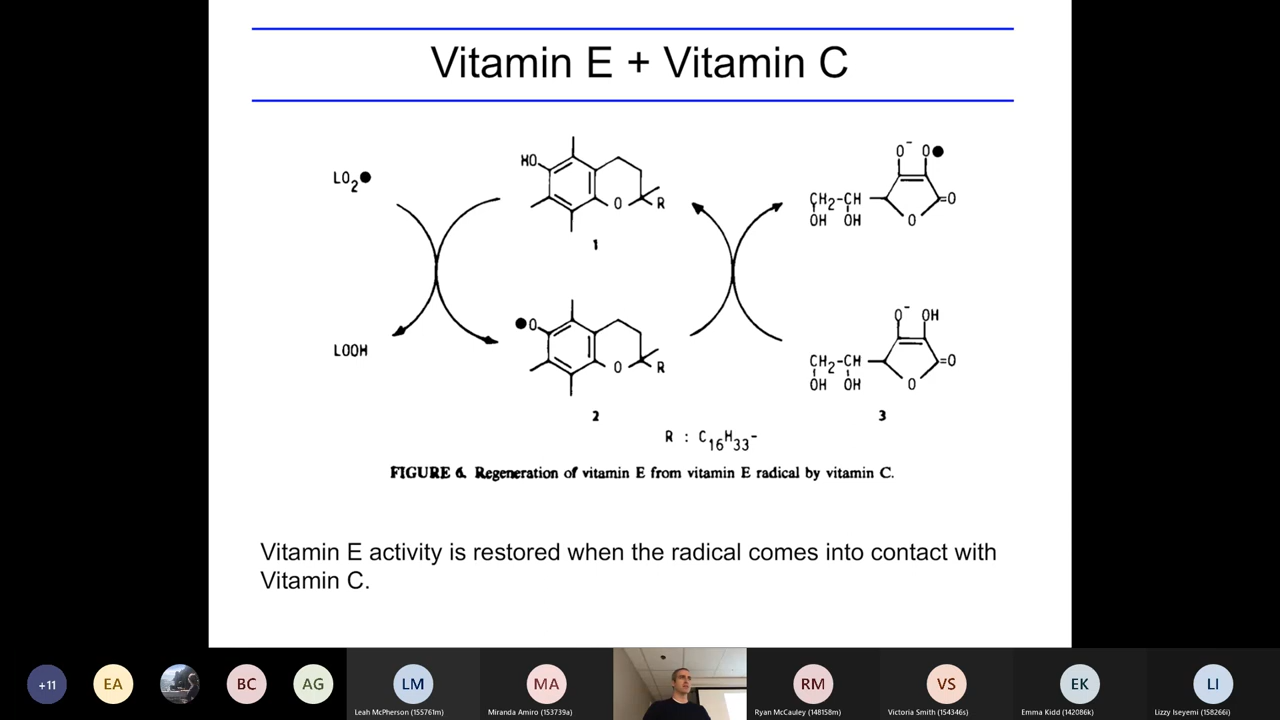 Vitamin E + Vitamin C
LO2●
HO
O
R
1
O⁻ O●
CH2-CH
=O
OH OH
O
LOOH
●O
O
R
2
O⁻ OH
CH2-CH
=O
OH OH
O
3
R : C16H33-
FIGURE 6. Regeneration of vitamin E from vitamin E radical by vitamin C.
Vitamin E activity is restored when the radical comes into contact with
Vitamin C.
+11
EA
BC
AG
LM
MA
RM
VS
EK
LI
Leah McPherson (155761m)
Miranda Amiro (153739a)
Ryan McCauley (148158m)
Victoria Smith (154346s)
Emma Kidd (142086k)
Lizzy Iseyemi (158266i)